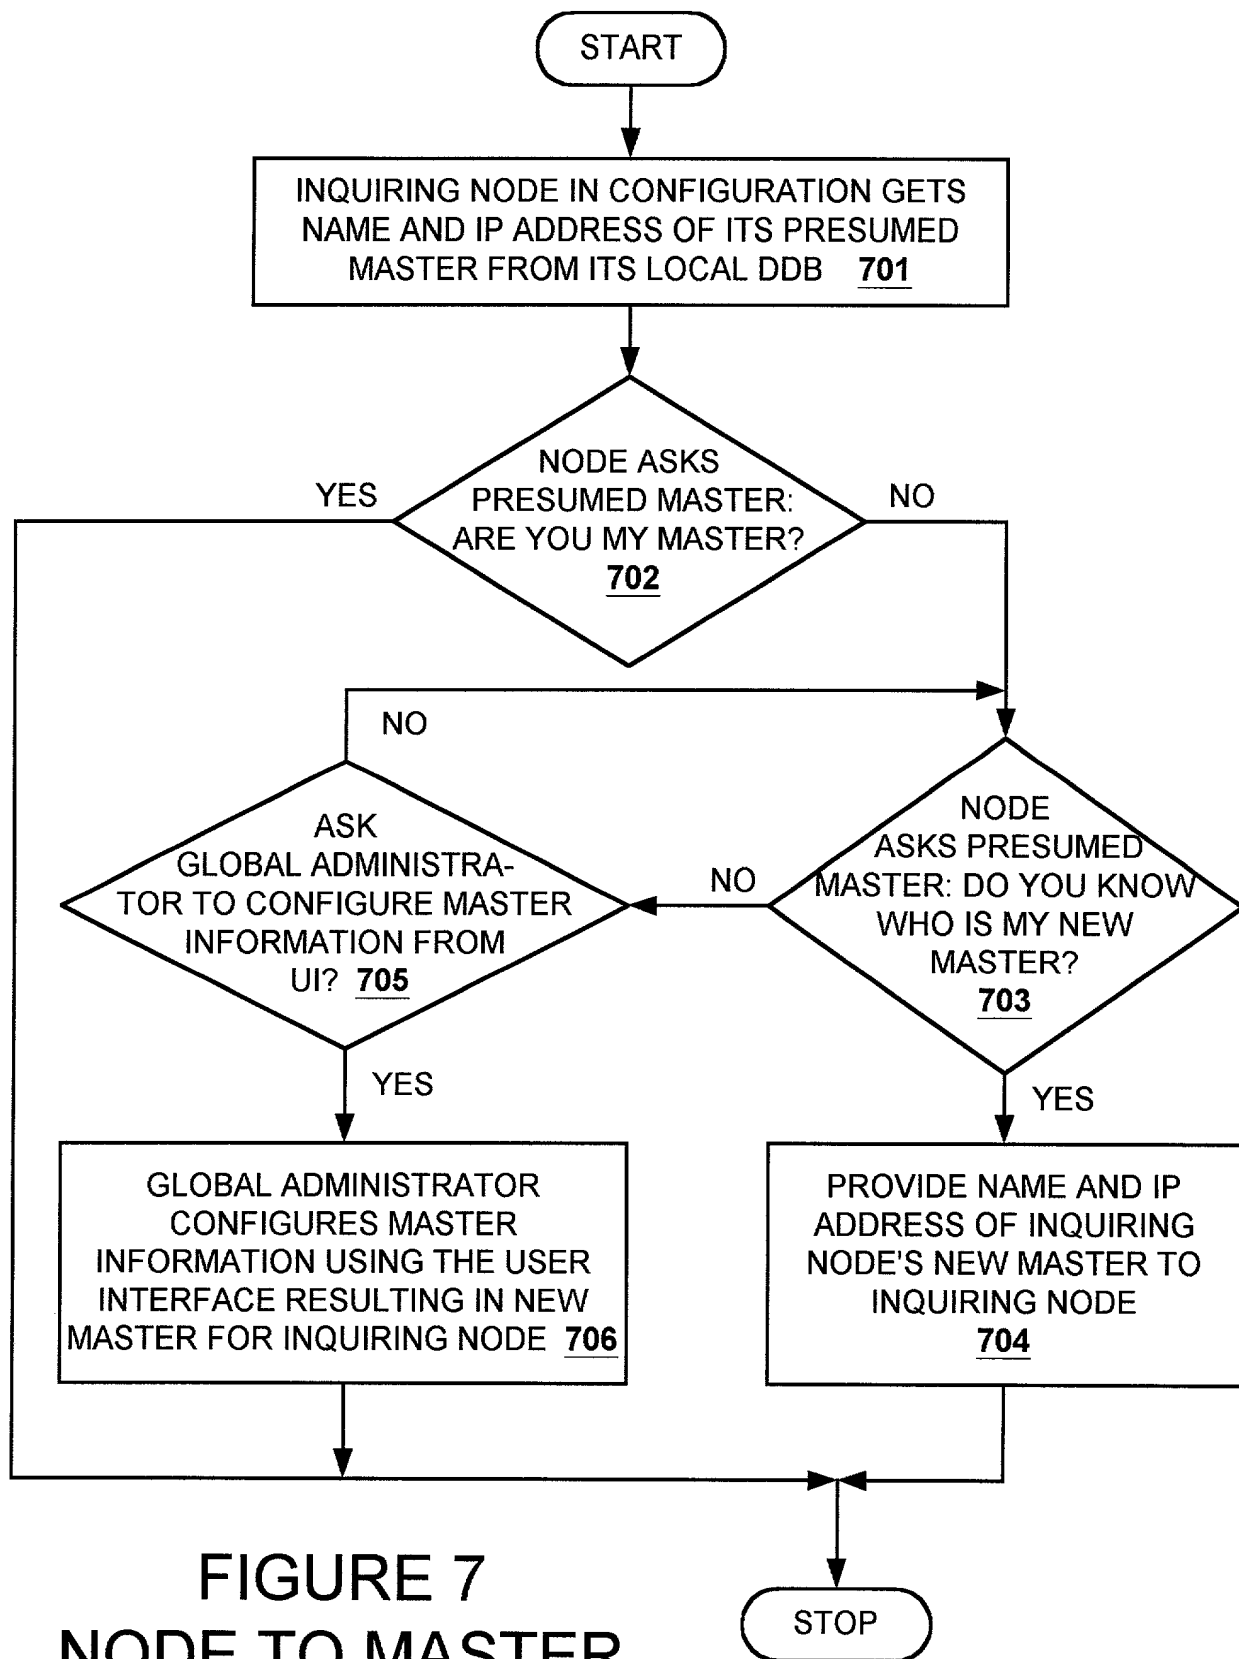 START
INQUIRING NODE IN CONFIGURATION GETS
NAME AND IP ADDRESS OF ITS PRESUMED
MASTER FROM ITS LOCAL DDB 701
NODE ASKS
PRESUMED MASTER:
ARE YOU MY MASTER?
702
YES
NO
NO
ASK
GLOBAL ADMINISTRA-
TOR TO CONFIGURE MASTER
INFORMATION FROM
UI? 705
NO
NODE
ASKS PRESUMED
MASTER: DO YOU KNOW
WHO IS MY NEW
MASTER?
703
YES
YES
GLOBAL ADMINISTRATOR
CONFIGURES MASTER
INFORMATION USING THE USER
INTERFACE RESULTING IN NEW
MASTER FOR INQUIRING NODE 706
PROVIDE NAME AND IP
ADDRESS OF INQUIRING
NODE'S NEW MASTER TO
INQUIRING NODE
704
STOP
FIGURE 7
NODE TO MASTER